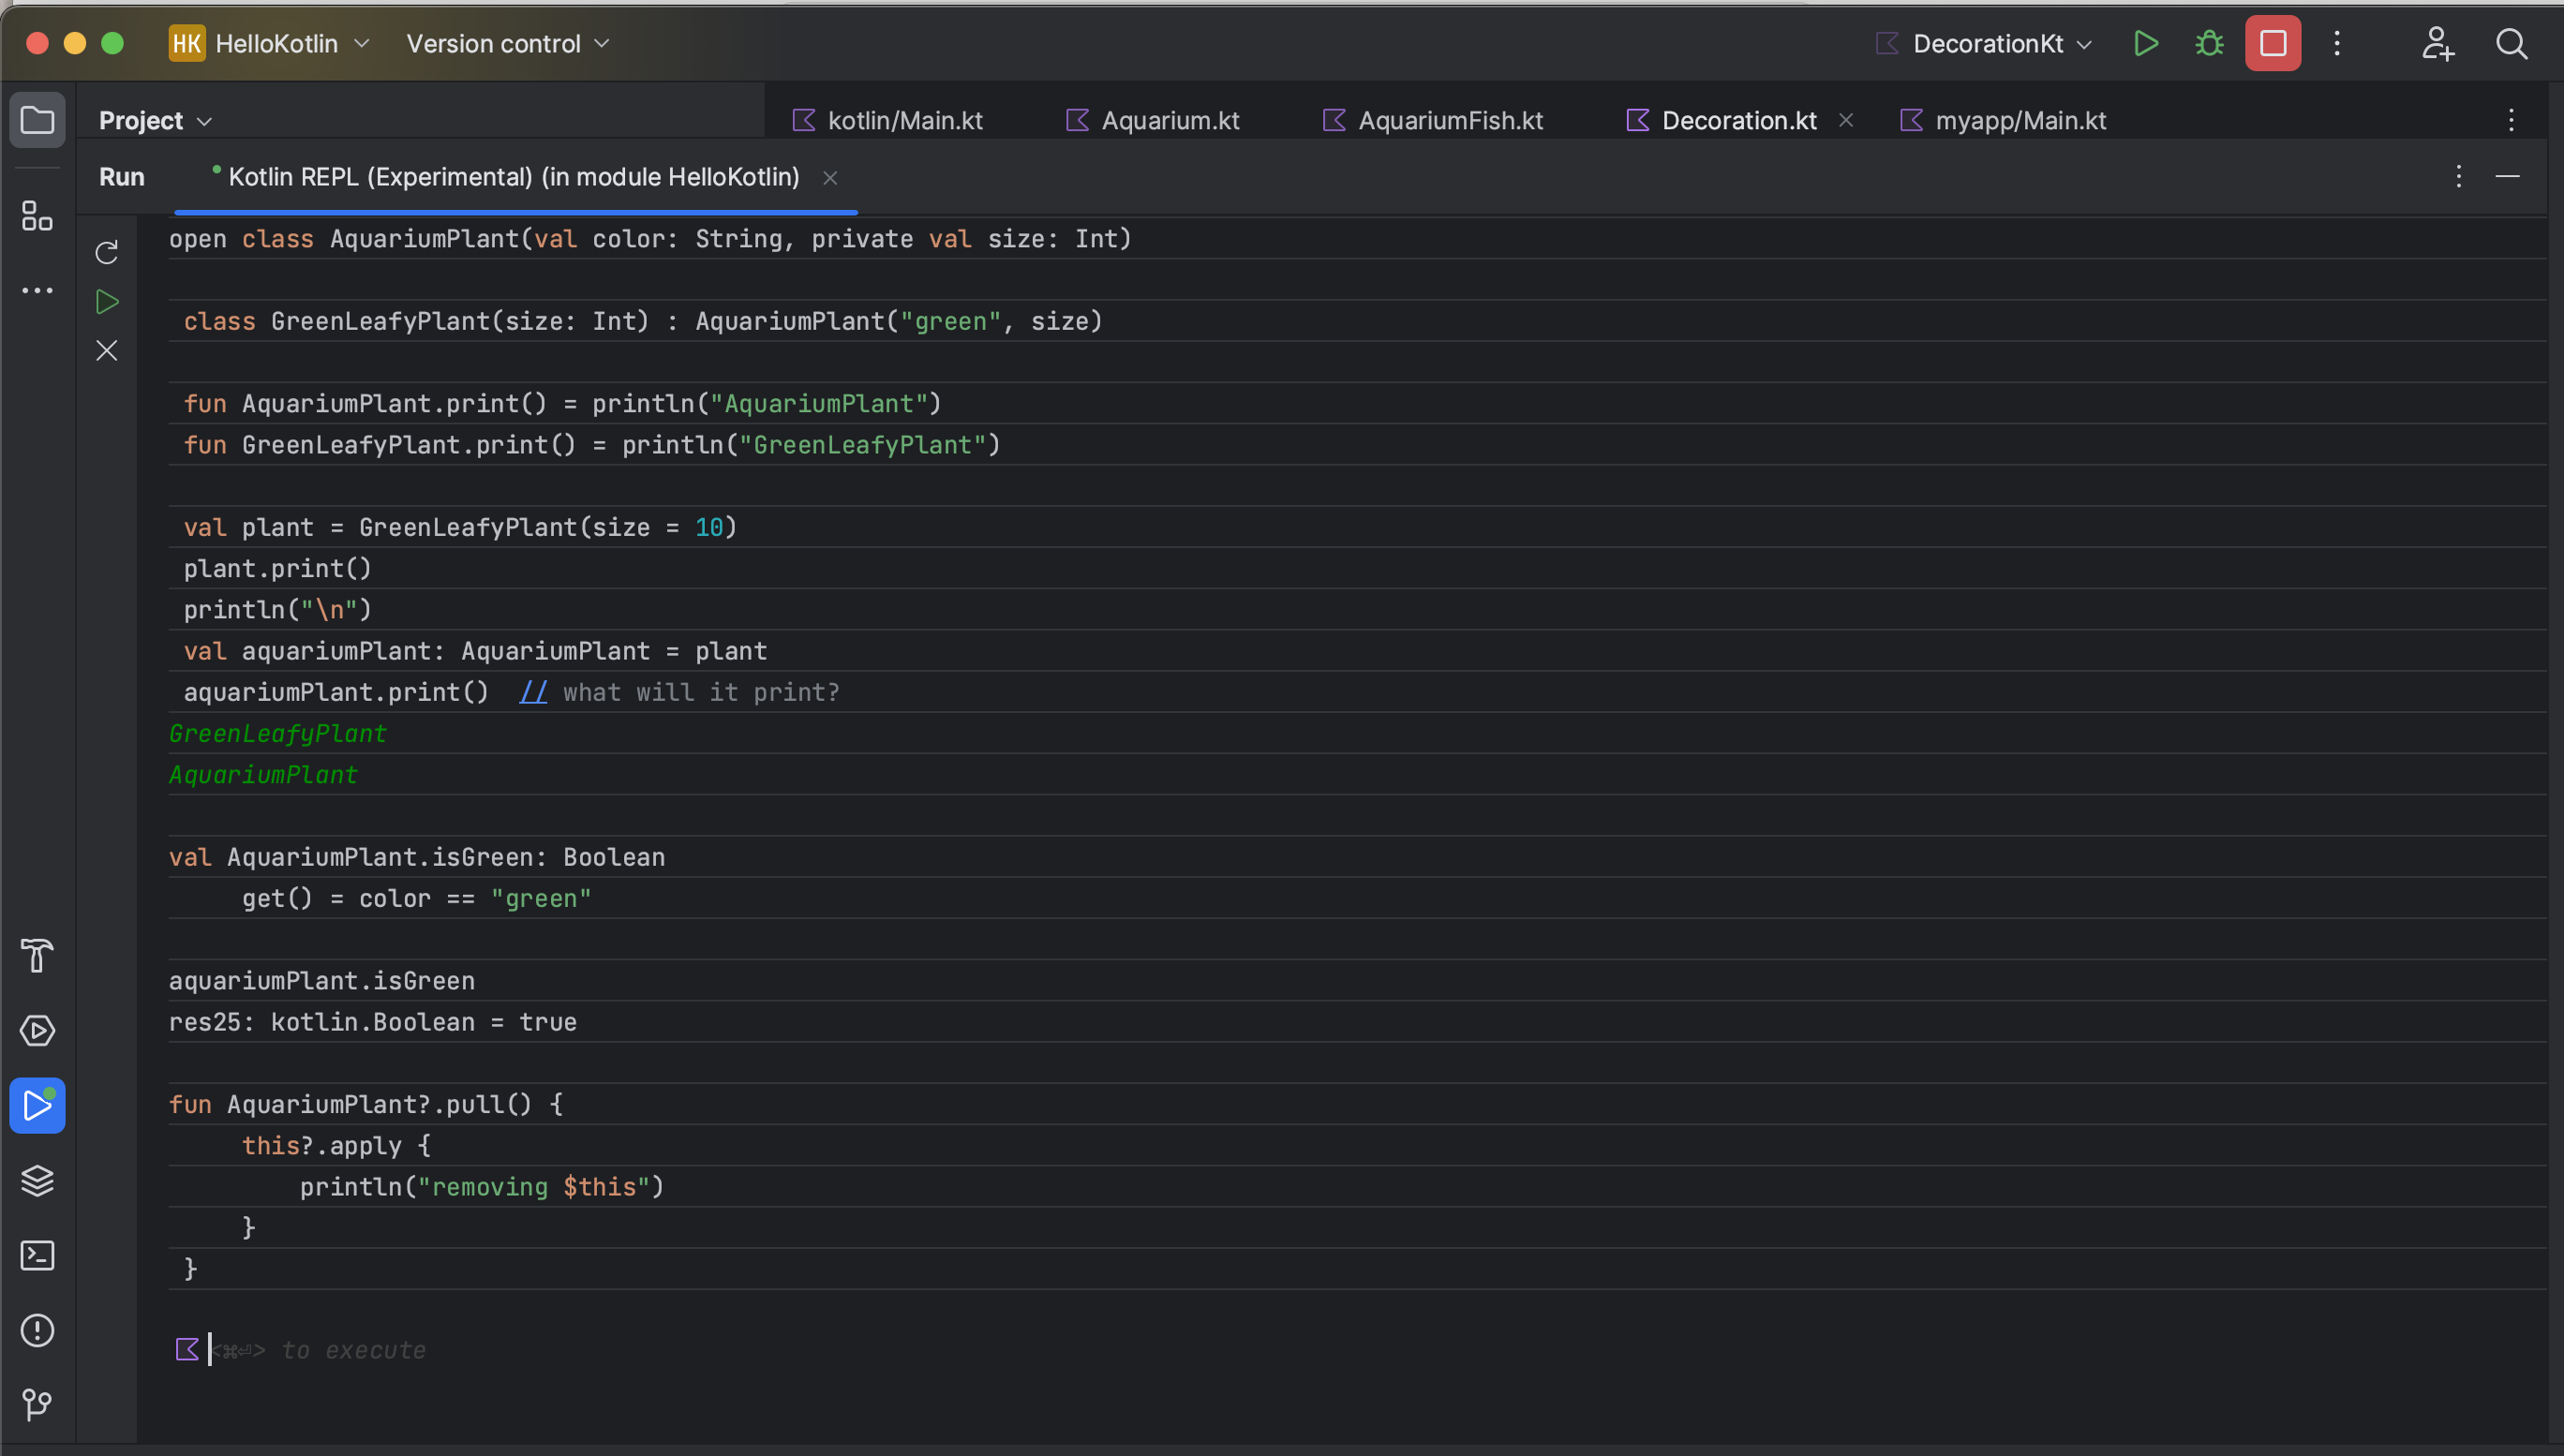 HK HelloKotlin Version control DecorationKt
Project kotlin/Main.kt Aquarium.kt AquariumFish.kt Decoration.kt myapp/Main.kt
Run Kotlin REPL (Experimental) (in module HelloKotlin)
open class AquariumPlant(val color: String, private val size: Int)
class GreenLeafyPlant(size: Int) : AquariumPlant("green", size)
fun AquariumPlant.print() = println("AquariumPlant")
fun GreenLeafyPlant.print() = println("GreenLeafyPlant")
val plant = GreenLeafyPlant(size = 10)
plant.print()
println("\n")
val aquariumPlant: AquariumPlant = plant
aquariumPlant.print()  // what will it print?
GreenLeafyPlant
AquariumPlant
val AquariumPlant.isGreen: Boolean
get() = color == "green"
aquariumPlant.isGreen
res25: kotlin.Boolean = true
fun AquariumPlant?.pull() {
this?.apply {
println("removing $this")
}
}
<⌘⏎> to execute